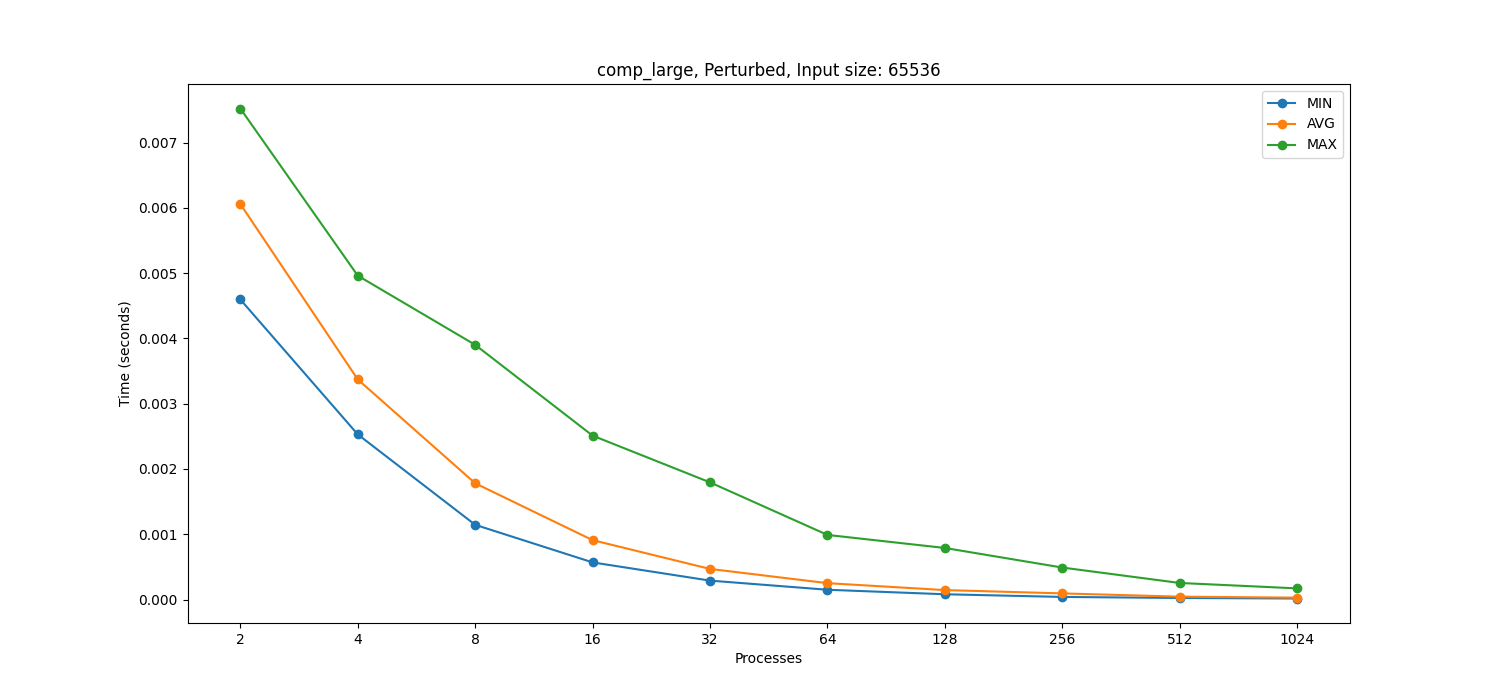 comp_large, Perturbed, Input size: 65536
MIN
AVG
MAX
0.007
0.006
0.005
0.004
0.003
0.002
0.001
0.000
Time (seconds)
2 4 8 16 32 64 128 256 512 1024
Processes